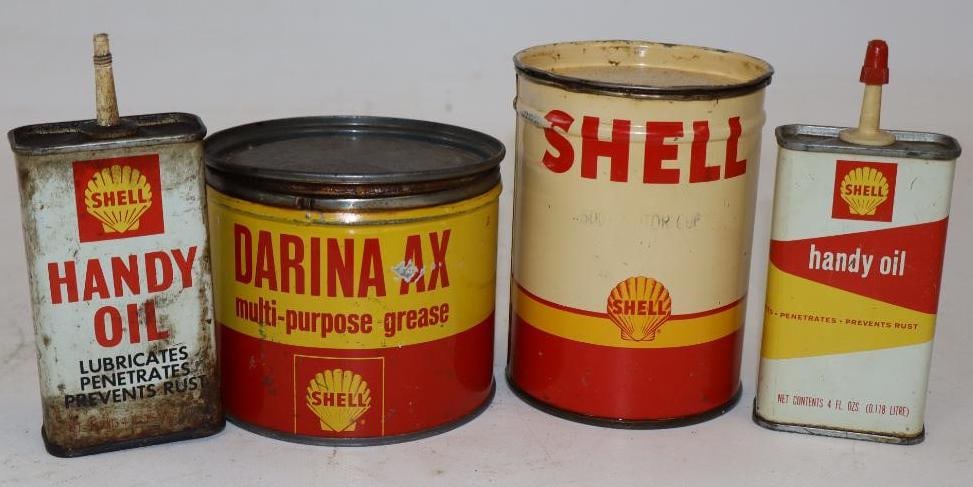 SHELL
HANDY
OIL
LUBRICATES
PENETRATES
PREVENTS RUST
DARINA AX
multi-purpose grease
SHELL
SHELL
SHELL
SHELL
handy oil
- PENETRATES - PREVENTS RUST
NET CONTENTS 4 FL. OZS (0.118 LITRE)